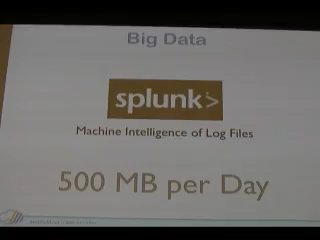 Big Data
splunk>
Machine Intelligence of Log Files
500 MB per Day